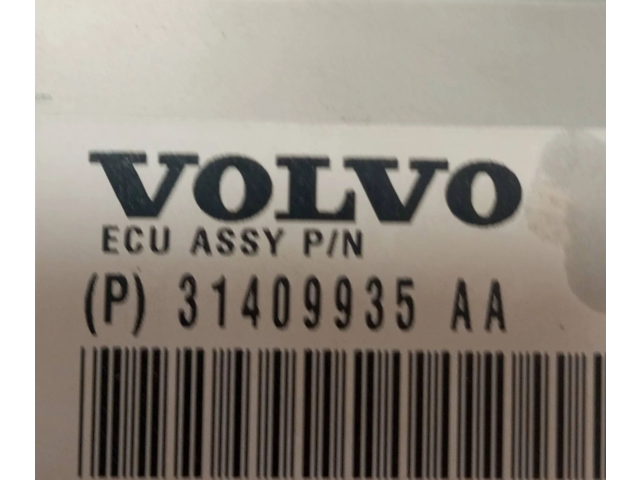 VOLVO
ECU ASSY P/N
(P) 31409935 AA